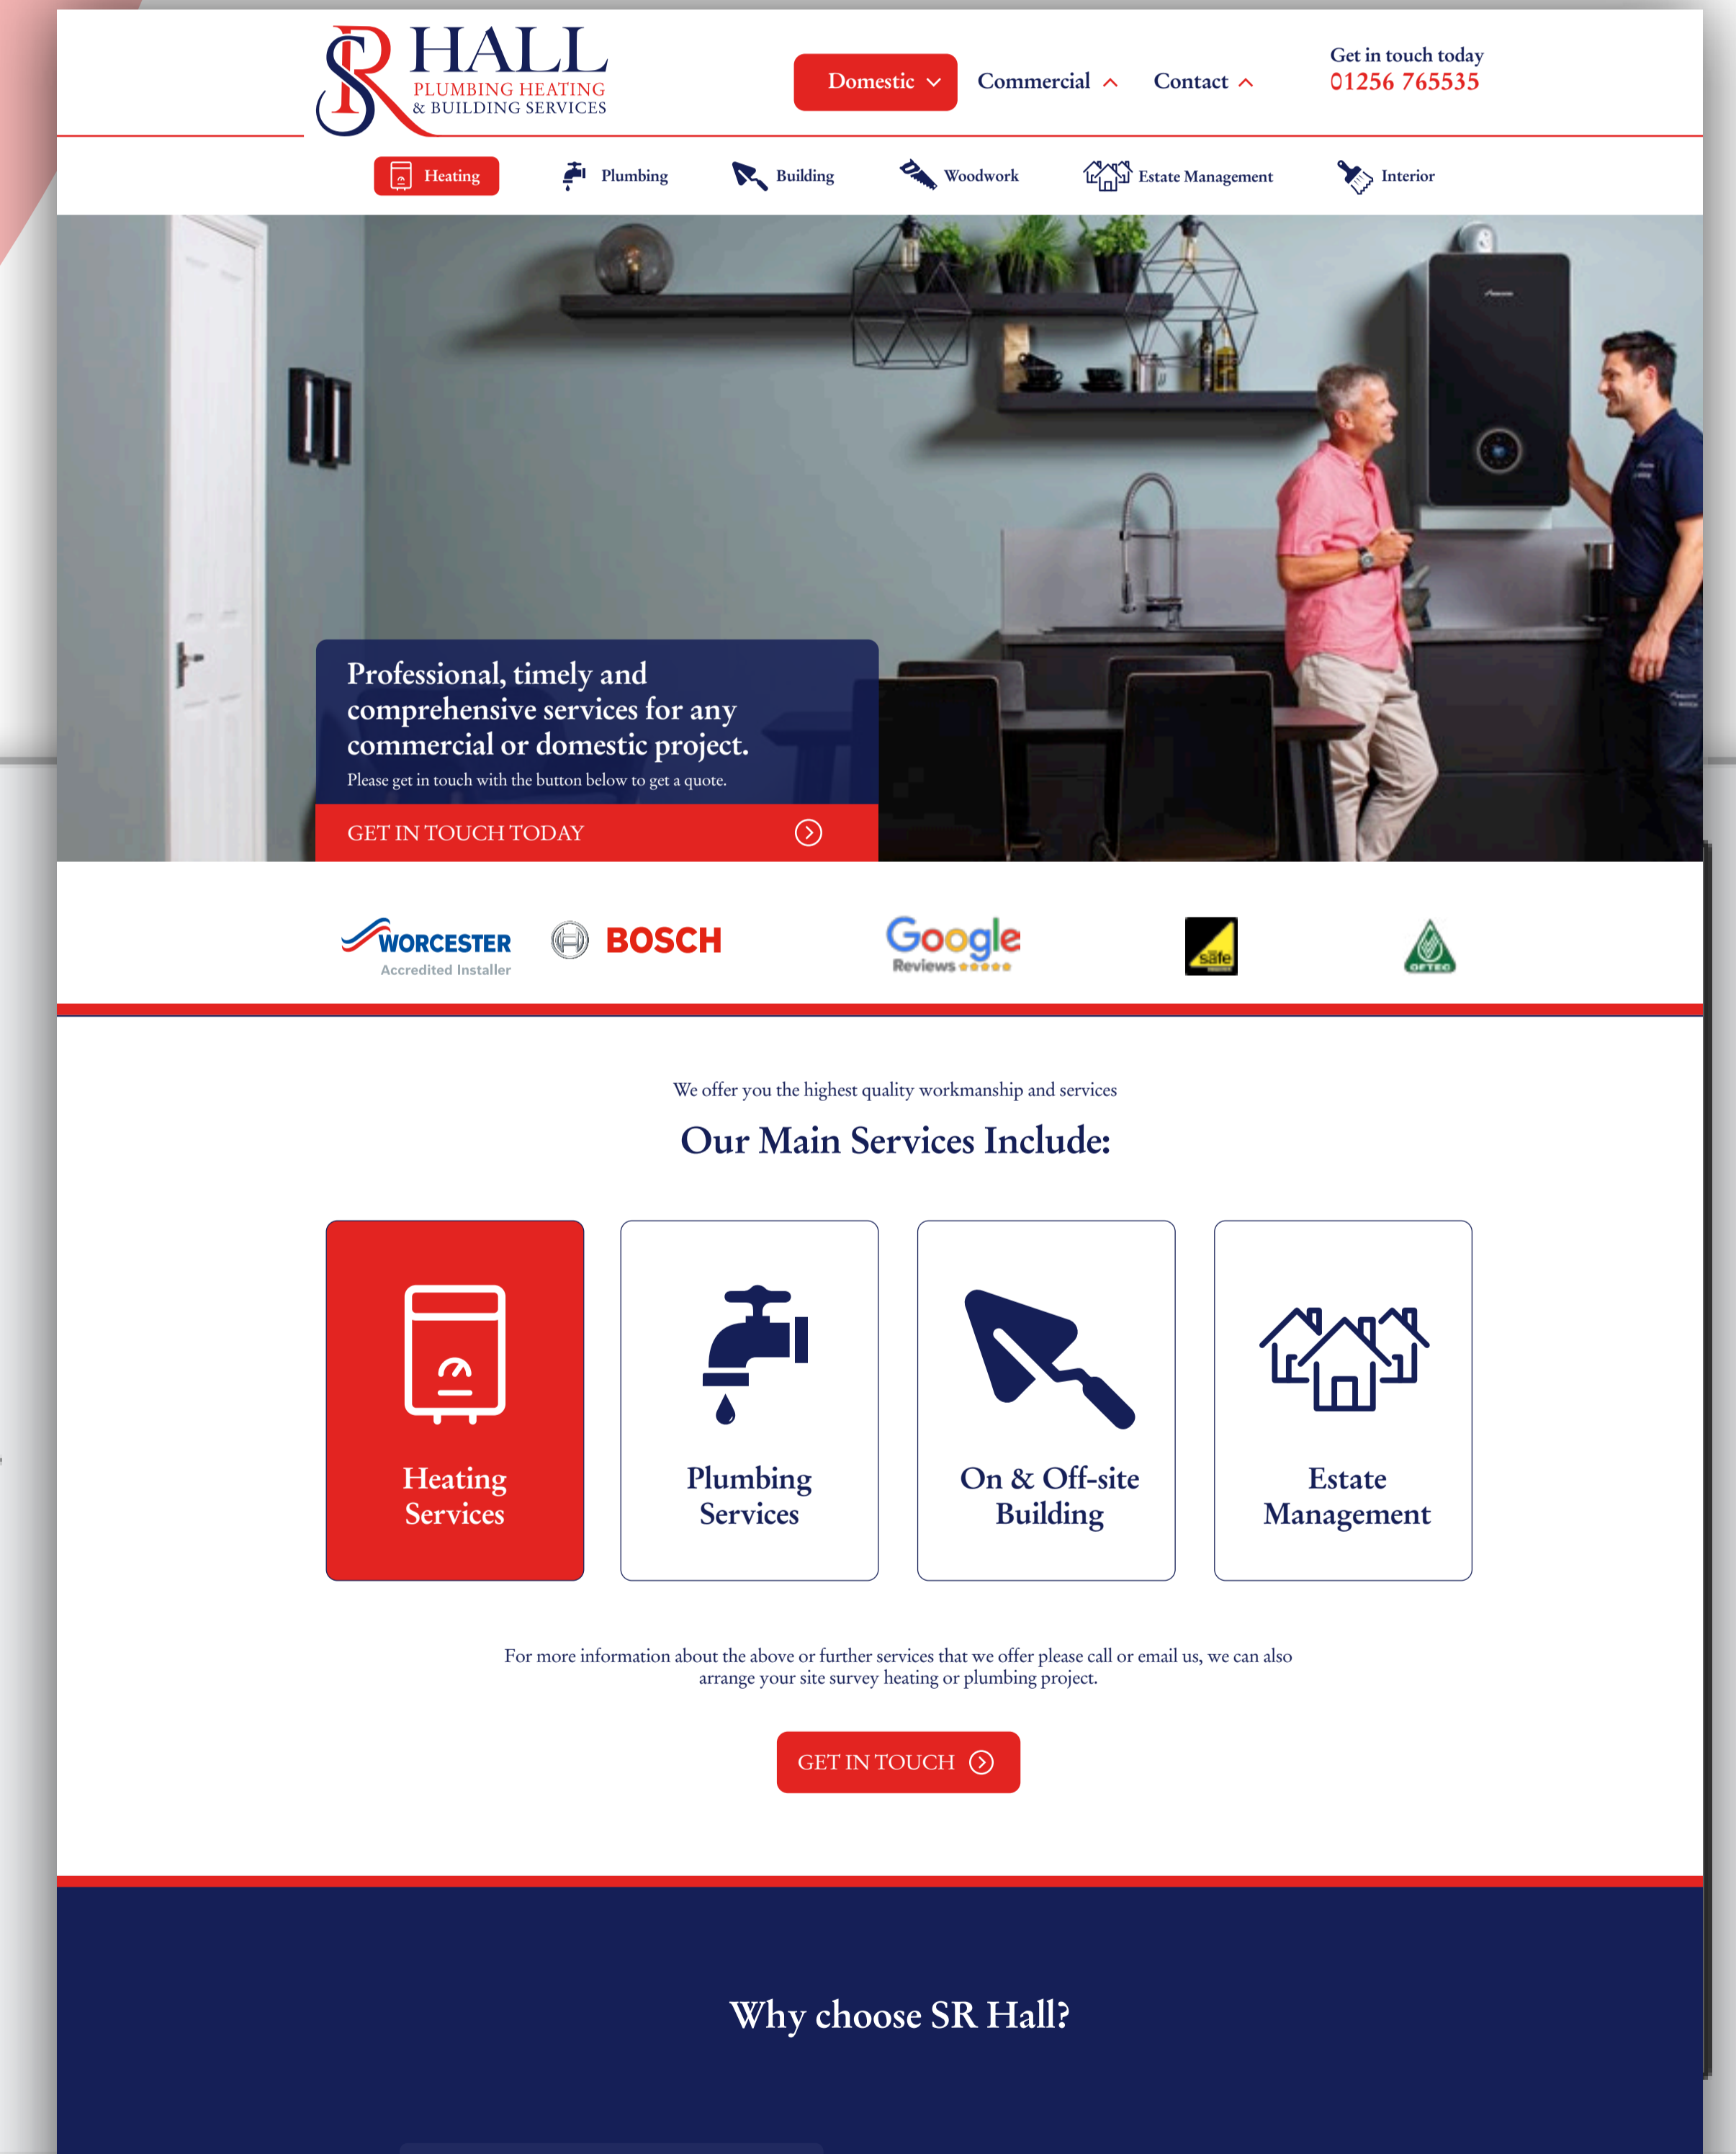 SR HALL
PLUMBING HEATING
& BUILDING SERVICES
Domestic
Commercial
Contact
Get in touch today
01256 765535
Heating
Plumbing
Building
Woodwork
Estate Management
Interior
Professional, timely and
comprehensive services for any
commercial or domestic project.
Please get in touch with the button below to get a quote.
GET IN TOUCH TODAY
WORCESTER
Accredited Installer
BOSCH
Google
Reviews
safe
OFTEC
We offer you the highest quality workmanship and services
Our Main Services Include:
Heating
Services
Plumbing
Services
On & Off-site
Building
Estate
Management
For more information about the above or further services that we offer please call or email us, we can also
arrange your site survey heating or plumbing project.
GET IN TOUCH
Why choose SR Hall?